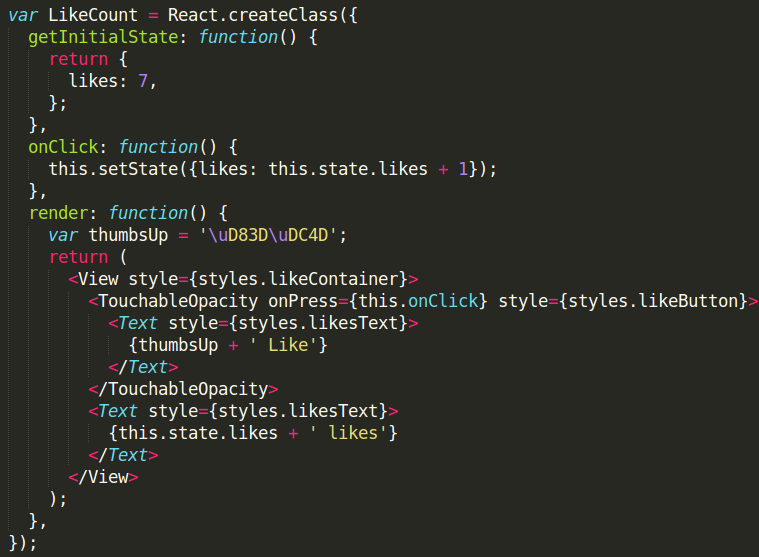 var LikeCount = React.createClass({
  getInitialState: function() {
    return {
      likes: 7,
    };
  },
  onClick: function() {
    this.setState({likes: this.state.likes + 1});
  },
  render: function() {
    var thumbsUp = '\uD83D\uDC4D';
    return (
      <View style={styles.likeContainer}>
        <TouchableOpacity onPress={this.onClick} style={styles.likeButton}>
          <Text style={styles.likesText}>
            {thumbsUp + ' Like'}
          </Text>
        </TouchableOpacity>
        <Text style={styles.likesText}>
          {this.state.likes + ' likes'}
        </Text>
      </View>
    );
  },
});